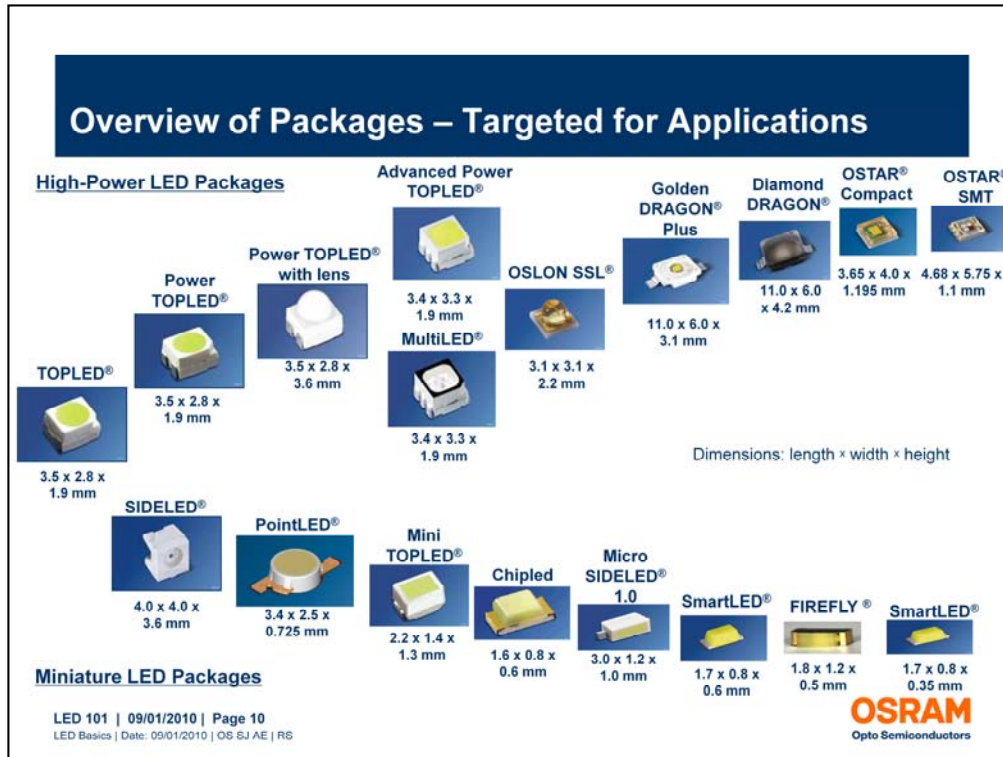 Overview of Packages – Targeted for Applications
High-Power LED Packages
TOPLED®
3.5 x 2.8 x
1.9 mm
Power
TOPLED®
3.5 x 2.8 x
1.9 mm
Power TOPLED®
with lens
3.5 x 2.8 x
3.6 mm
Advanced Power
TOPLED®
3.4 x 3.3 x
1.9 mm
MultiLED®
3.4 x 3.3 x
1.9 mm
OSLON SSL®
3.1 x 3.1 x
2.2 mm
Golden
DRAGON®
Plus
11.0 x 6.0 x
3.1 mm
Diamond
DRAGON®
11.0 x 6.0
x 4.2 mm
OSTAR®
Compact
3.65 x 4.0 x
1.195 mm
OSTAR®
SMT
4.68 x 5.75 x
1.1 mm
Dimensions: length x width x height
SIDELED®
4.0 x 4.0 x
3.6 mm
PointLED®
3.4 x 2.5 x
0.725 mm
Mini
TOPLED®
2.2 x 1.4 x
1.3 mm
Chipled
1.6 x 0.8 x
0.6 mm
Micro
SIDELED®
1.0
3.0 x 1.2 x
1.0 mm
SmartLED®
1.7 x 0.8 x
0.6 mm
FIREFLY ®
1.8 x 1.2 x
0.5 mm
SmartLED®
1.7 x 0.8 x
0.35 mm
Miniature LED Packages
LED 101 | 09/01/2010 | Page 10
LED Basics | Date: 09/01/2010 | OS SJ AE | RS
OSRAM
Opto Semiconductors